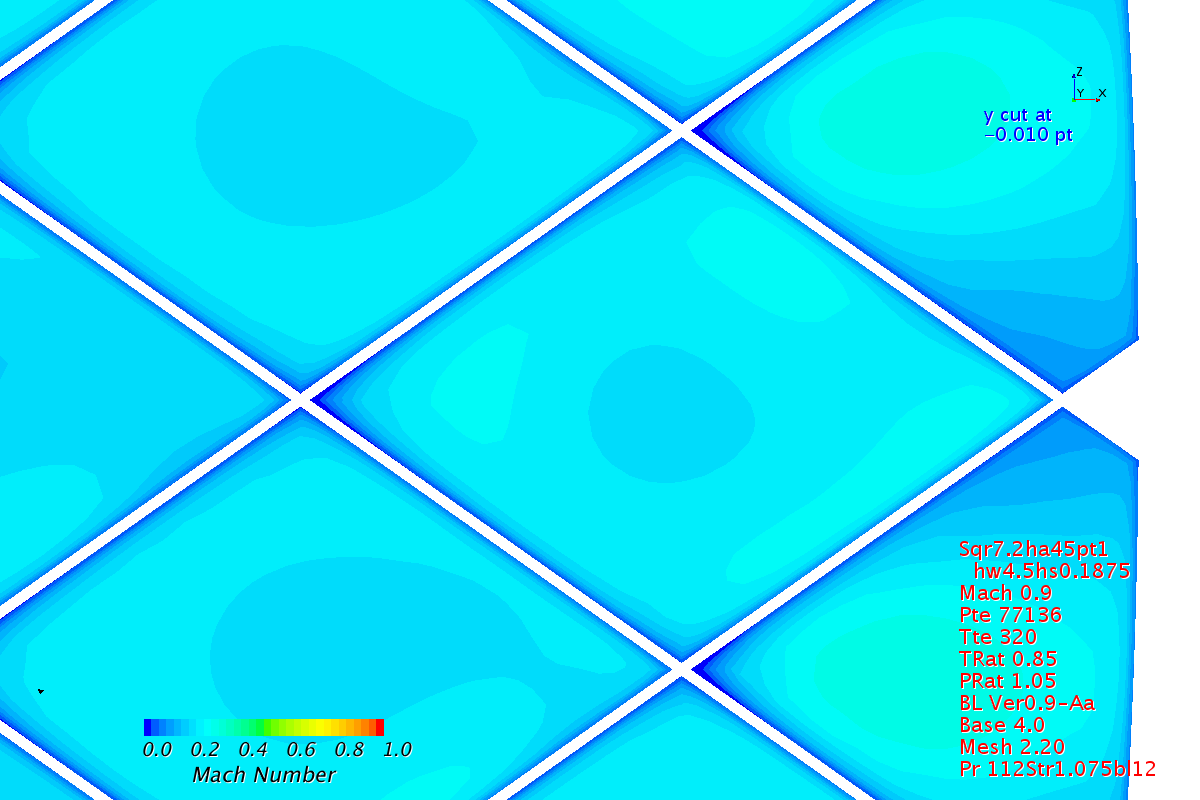 Z
Y X
y cut at
−0.010 pt
Sqr7.2ha45pt1
hw4.5hs0.1875
Mach 0.9
Pte 77136
Tte 320
TRat 0.85
PRat 1.05
BL Ver0.9−Aa
Base 4.0
Mesh 2.20
Pr 112Str1.075bl12
0.0 0.2 0.4 0.6 0.8 1.0
Mach Number